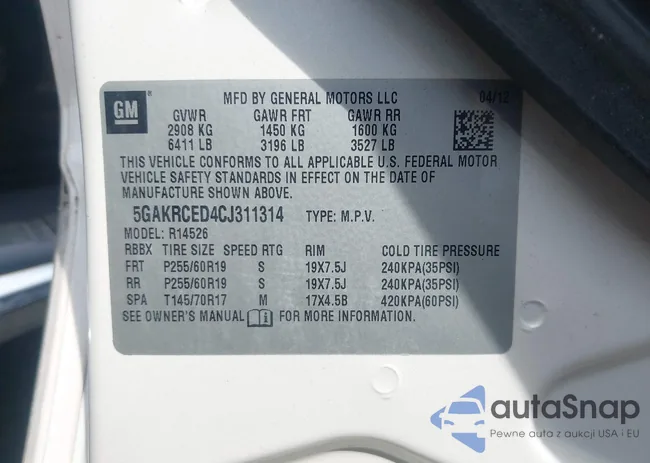 GM
®
MFD BY GENERAL MOTORS LLC 04/12
GVWR GAWR FRT GAWR RR
2908 KG 1450 KG 1600 KG
6411 LB 3196 LB 3527 LB
THIS VEHICLE CONFORMS TO ALL APPLICABLE U.S. FEDERAL MOTOR
VEHICLE SAFETY STANDARDS IN EFFECT ON THE DATE OF
MANUFACTURE SHOWN ABOVE.
5GAKRCED4CJ311314 TYPE: M.P.V.
MODEL: R14526
RBBX TIRE SIZE SPEED RTG RIM COLD TIRE PRESSURE
FRT P255/60R19 S 19X7.5J 240KPA(35PSI)
RR P255/60R19 S 19X7.5J 240KPA(35PSI)
SPA T145/70R17 M 17X4.5B 420KPA(60PSI)
SEE OWNER'S MANUAL i FOR MORE INFORMATION.
autaSnap
Pewne auta z aukcji USA i EU